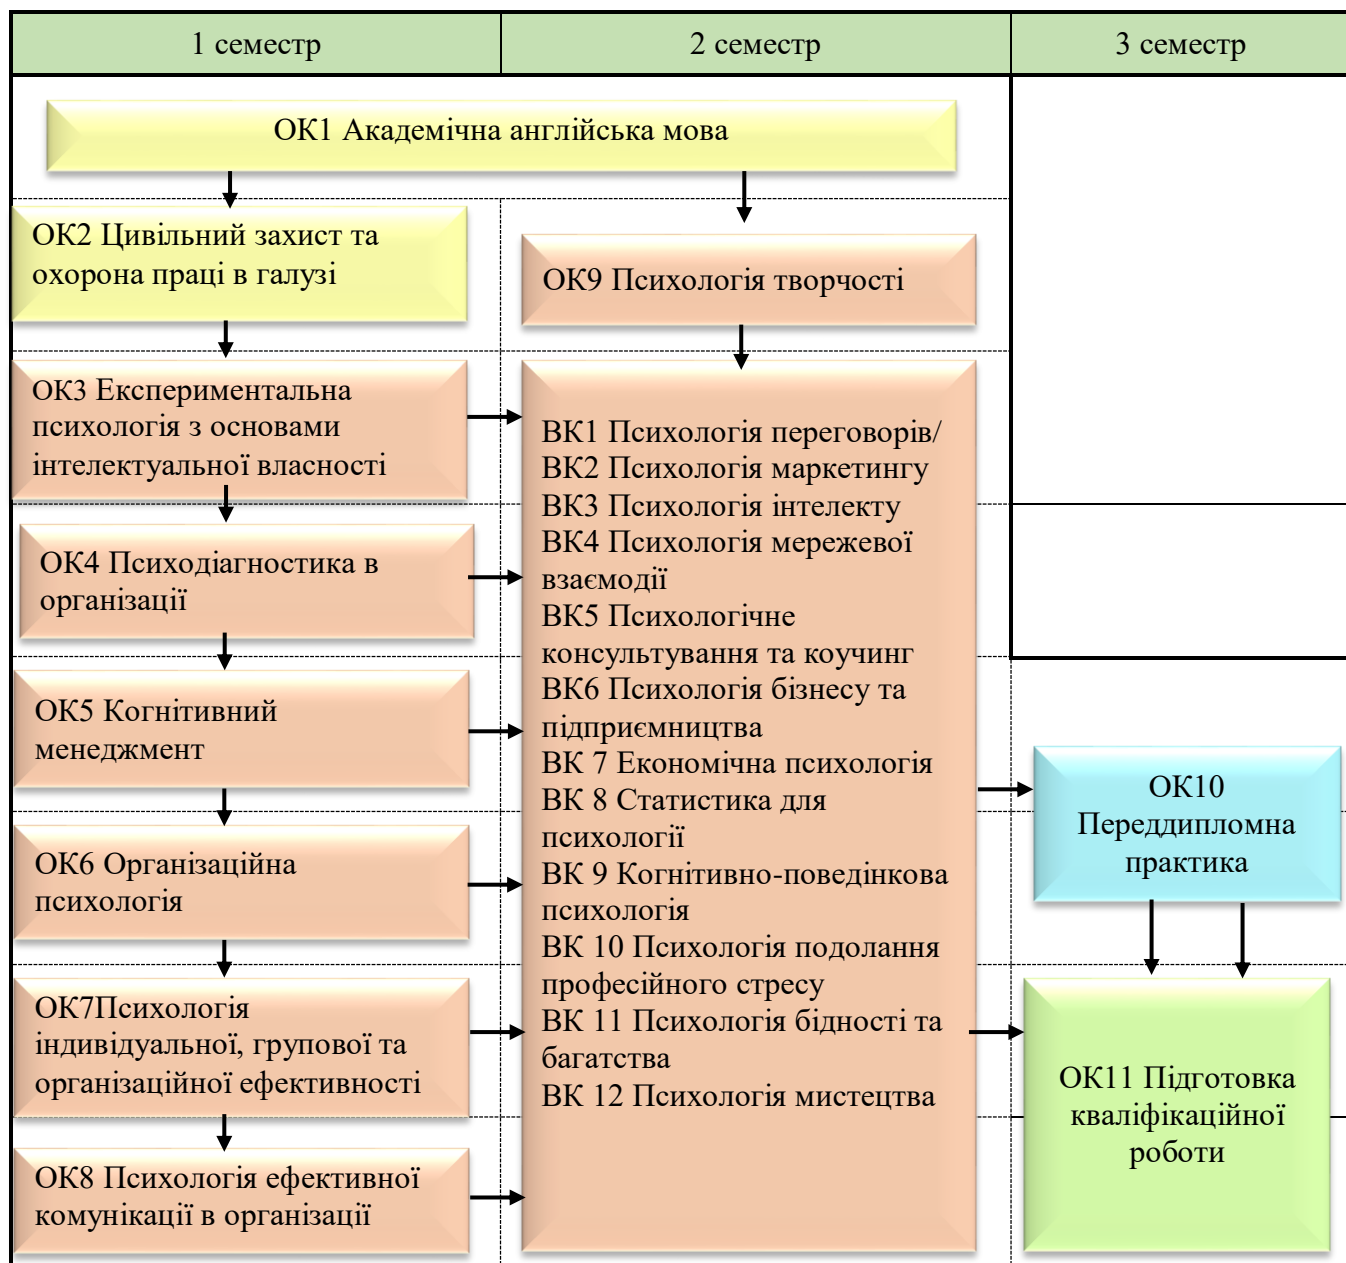 1 семестр
2 семестр
3 семестр
ОК1 Академічна англійська мова
ОК2 Цивільний захист та
охорона праці в галузі
ОК9 Психологія творчості
ОК3 Експериментальна
психологія з основами
інтелектуальної власності
ОК4 Психодіагностика в
організації
ОК5 Когнітивний
менеджмент
ОК6 Організаційна
психологія
ОК7Психологія
індивідуальної, групової та
організаційної ефективності
ОК8 Психологія ефективної
комунікації в організації
ВК1 Психологія переговорів/
ВК2 Психологія маркетингу
ВК3 Психологія інтелекту
ВК4 Психологія мережевої
взаємодії
ВК5 Психологічне
консультування та коучинг
ВК6 Психологія бізнесу та
підприємництва
ВК 7 Економічна психологія
ВК 8 Статистика для
психології
ВК 9 Когнітивно-поведінкова
психологія
ВК 10 Психологія подолання
професійного стресу
ВК 11 Психологія бідності та
багатства
ВК 12 Психологія мистецтва
ОК10
Переддипломна
практика
ОК11 Підготовка
кваліфікаційної
роботи